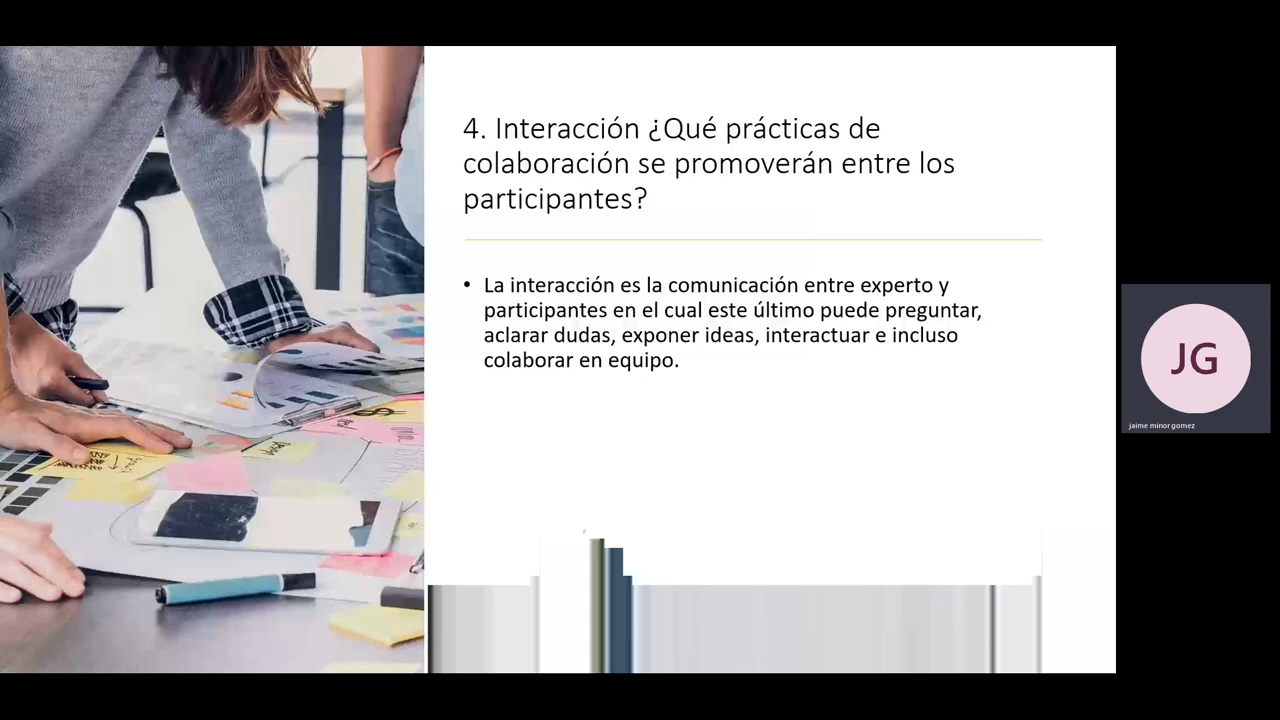 4. Interacción ¿Qué prácticas de
colaboración se promoverán entre los
participantes?
• La interacción es la comunicación entre experto y
participantes en el cual este último puede preguntar,
aclarar dudas, exponer ideas, interactuar e incluso
colaborar en equipo.
JG
jaime minor gomez